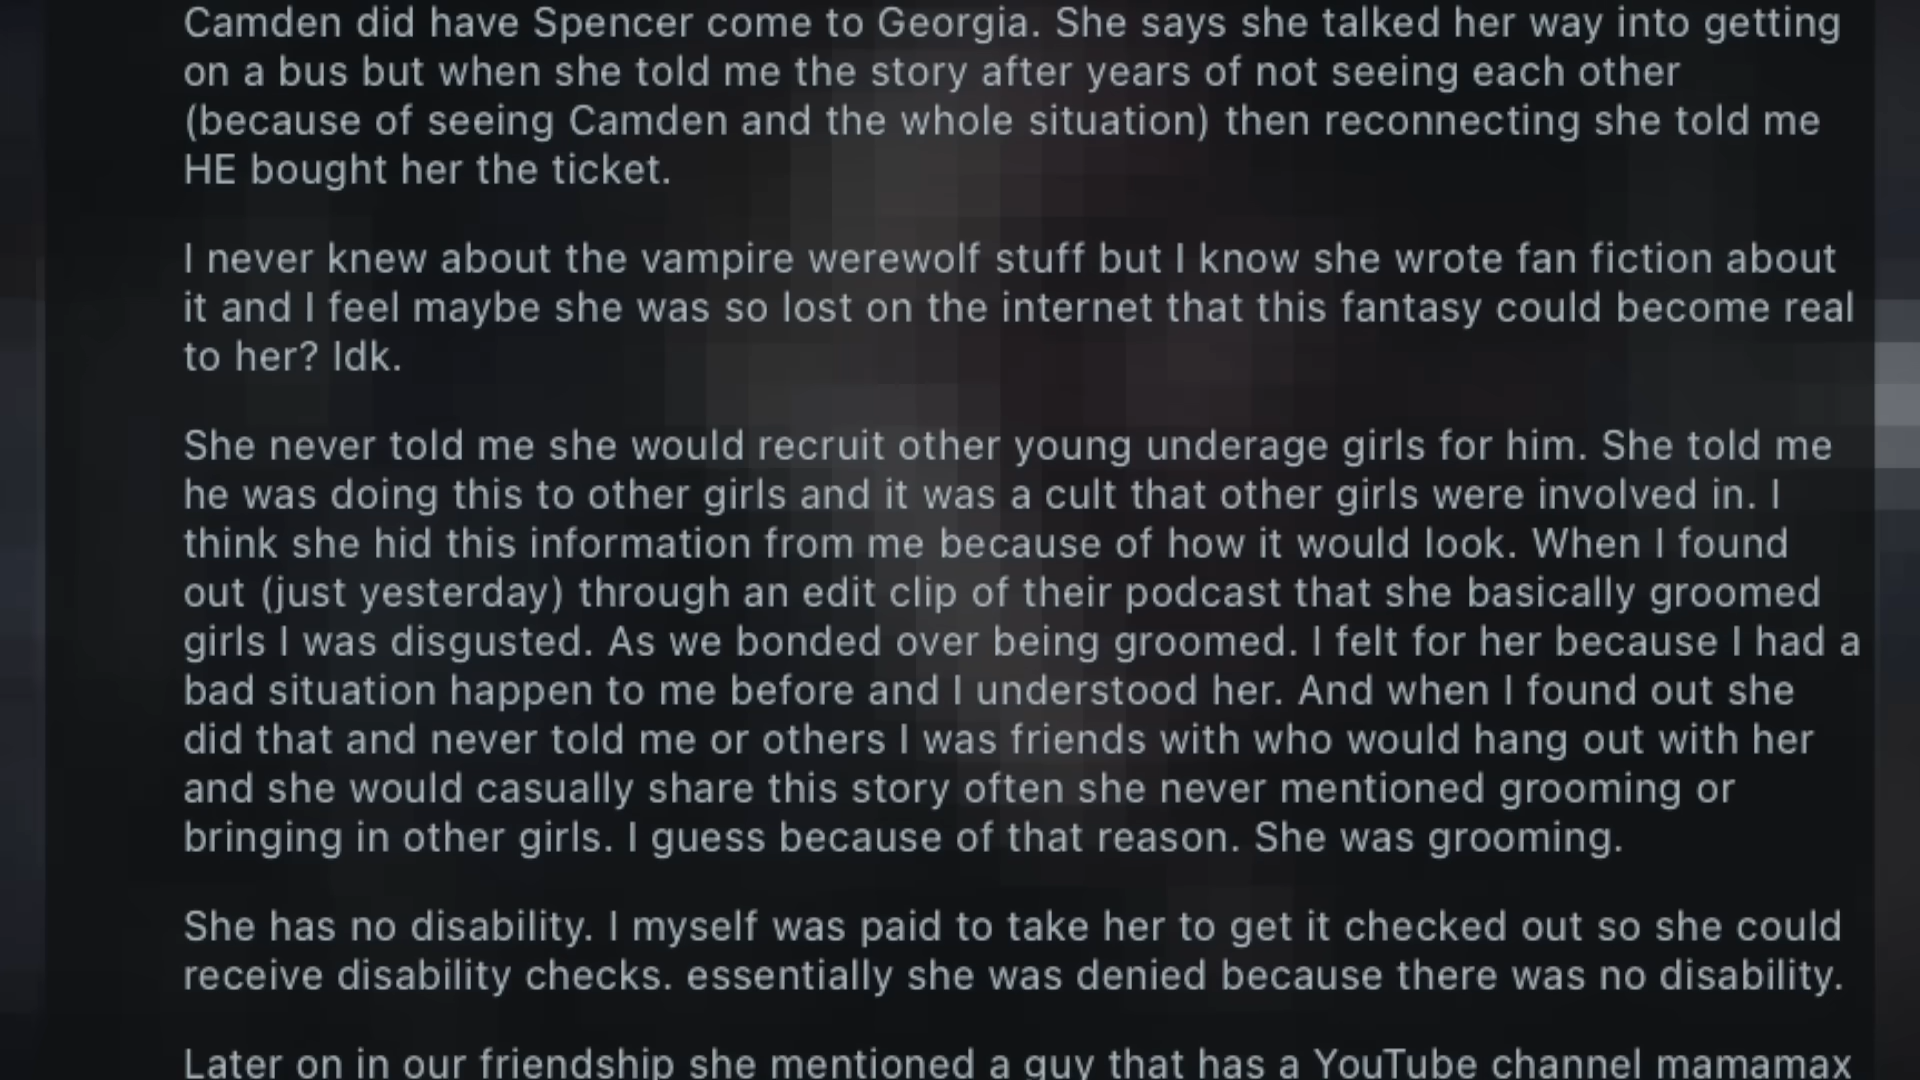 Camden did have Spencer come to Georgia. She says she talked her way into getting
on a bus but when she told me the story after years of not seeing each other
(because of seeing Camden and the whole situation) then reconnecting she told me
HE bought her the ticket.
I never knew about the vampire werewolf stuff but I know she wrote fan fiction about
it and I feel maybe she was so lost on the internet that this fantasy could become real
to her? Idk.
She never told me she would recruit other young underage girls for him. She told me
he was doing this to other girls and it was a cult that other girls were involved in. I
think she hid this information from me because of how it would look. When I found
out (just yesterday) through an edit clip of their podcast that she basically groomed
girls I was disgusted. As we bonded over being groomed. I felt for her because I had a
bad situation happen to me before and I understood her. And when I found out she
did that and never told me or others I was friends with who would hang out with her
and she would casually share this story often she never mentioned grooming or
bringing in other girls. I guess because of that reason. She was grooming.
She has no disability. I myself was paid to take her to get it checked out so she could
receive disability checks. essentially she was denied because there was no disability.
Later on in our friendship she mentioned a guy that has a YouTube channel mamamax